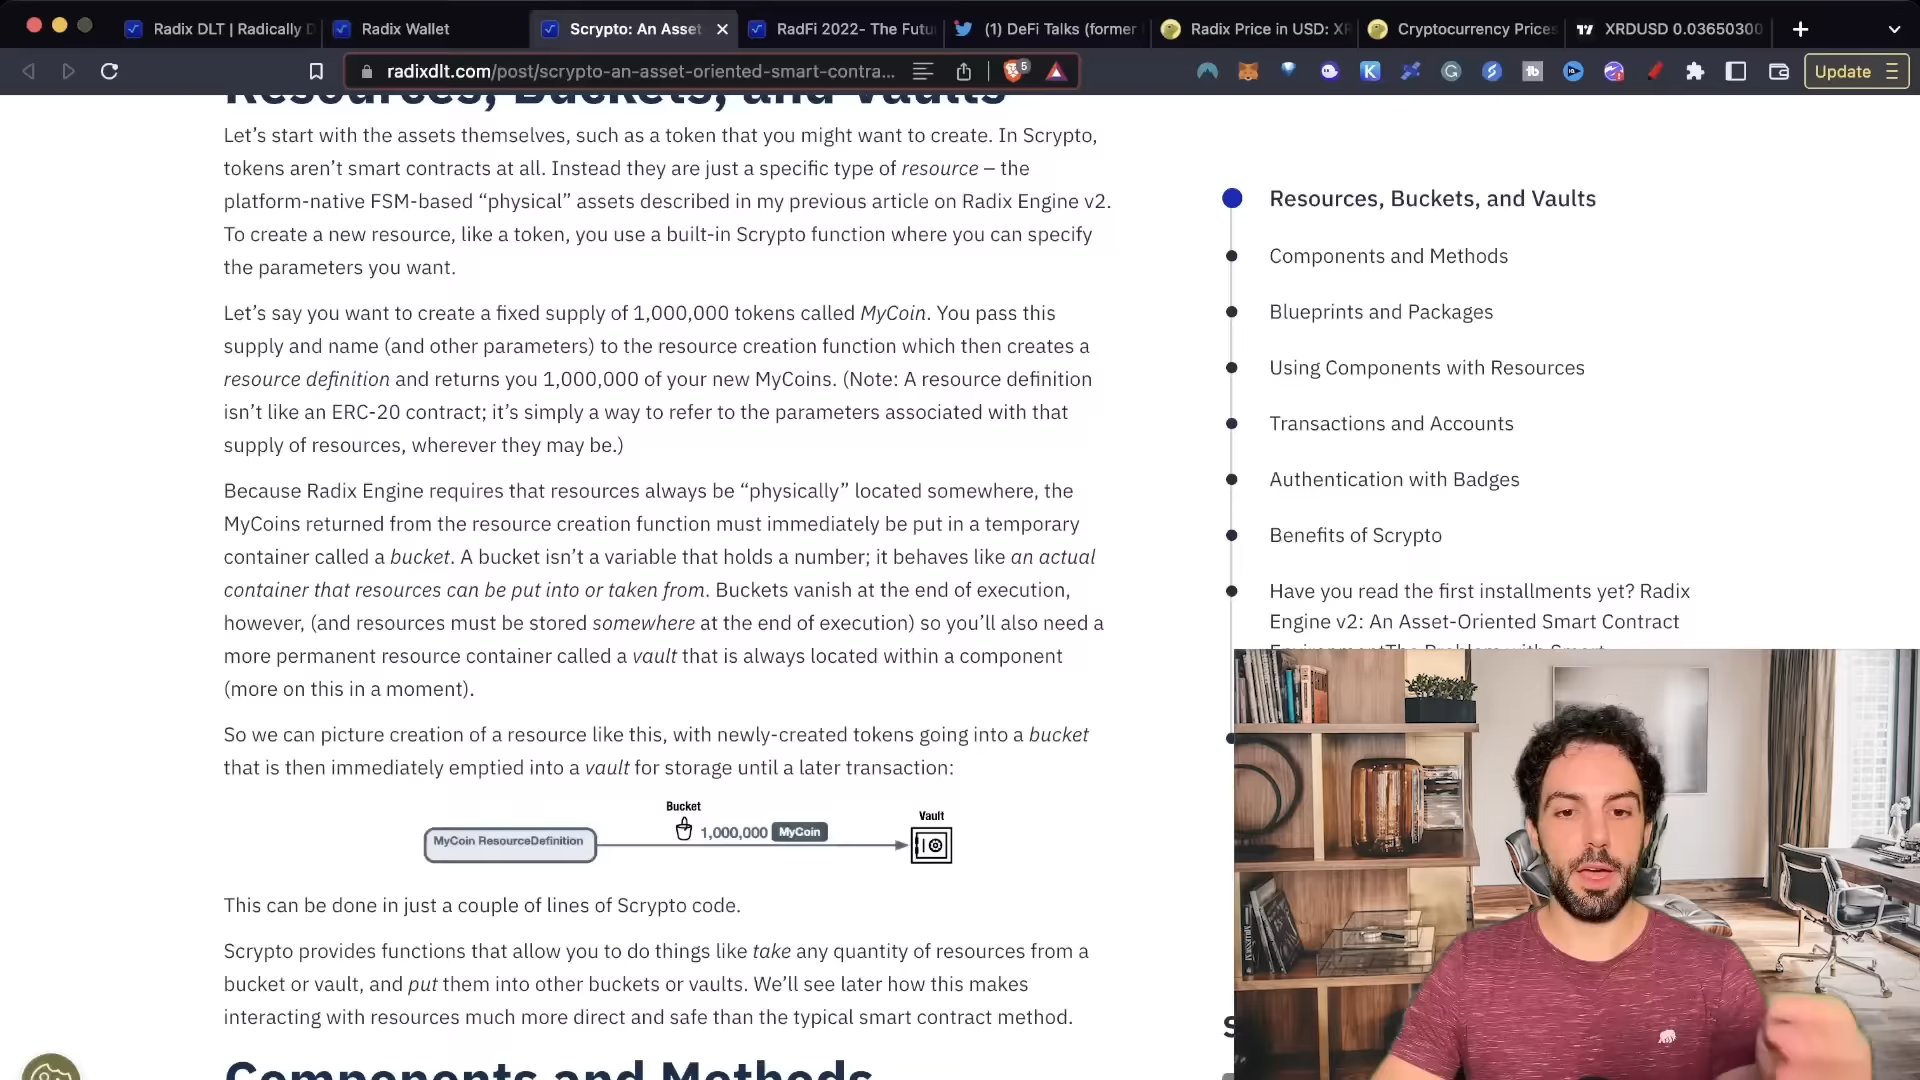 Radix DLT | Radically D
Radix Wallet
Scrypto: An Asset
RadFi 2022- The Futu
(1) DeFi Talks (former
Radix Price in USD: XR
Cryptocurrency Prices
XRDUSD 0.03650300
radixdlt.com/post/scrypto-an-asset-oriented-smart-contra...
5
Update
Resources, Buckets, and Vaults
Let’s start with the assets themselves, such as a token that you might want to create. In Scrypto,
tokens aren’t smart contracts at all. Instead they are just a specific type of resource – the
platform-native FSM-based “physical” assets described in my previous article on Radix Engine v2.
To create a new resource, like a token, you use a built-in Scrypto function where you can specify
the parameters you want.
Let’s say you want to create a fixed supply of 1,000,000 tokens called MyCoin. You pass this
supply and name (and other parameters) to the resource creation function which then creates a
resource definition and returns you 1,000,000 of your new MyCoins. (Note: A resource definition
isn’t like an ERC-20 contract; it’s simply a way to refer to the parameters associated with that
supply of resources, wherever they may be.)
Because Radix Engine requires that resources always be “physically” located somewhere, the
MyCoins returned from the resource creation function must immediately be put in a temporary
container called a bucket. A bucket isn’t a variable that holds a number; it behaves like an actual
container that resources can be put into or taken from. Buckets vanish at the end of execution,
however, (and resources must be stored somewhere at the end of execution) so you’ll also need a
more permanent resource container called a vault that is always located within a component
(more on this in a moment).
So we can picture creation of a resource like this, with newly-created tokens going into a bucket
that is then immediately emptied into a vault for storage until a later transaction:
Bucket
Vault
MyCoin ResourceDefinition
1,000,000 MyCoin
This can be done in just a couple of lines of Scrypto code.
Scrypto provides functions that allow you to do things like take any quantity of resources from a
bucket or vault, and put them into other buckets or vaults. We’ll see later how this makes
interacting with resources much more direct and safe than the typical smart contract method.
Components and Methods
Resources, Buckets, and Vaults
Components and Methods
Blueprints and Packages
Using Components with Resources
Transactions and Accounts
Authentication with Badges
Benefits of Scrypto
Have you read the first installments yet? Radix
Engine v2: An Asset-Oriented Smart Contract
EnvironmentThe Problem with Smart